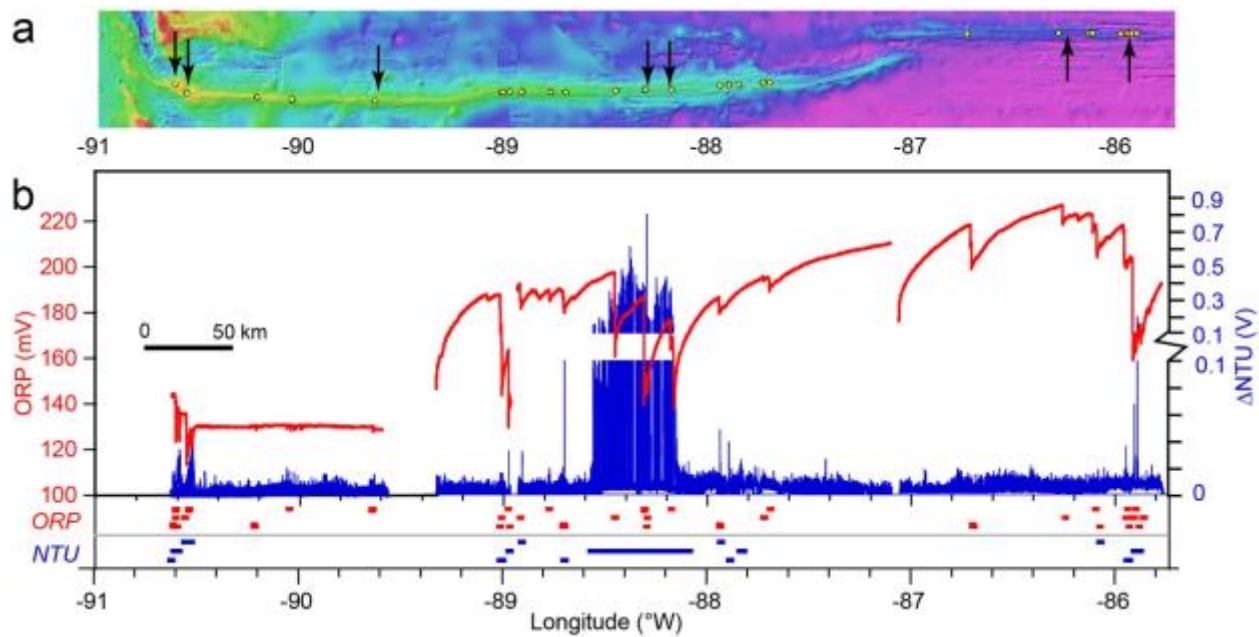 a
-91 -90 -89 -88 -87 -86
b
220
200
180
160
140
120
100
ORP (mV)
0 50 km
0.9
0.7
0.5
0.3
0.1
0.1
0
ΔNTU (V)
ORP
NTU
-91 -90 -89 -88 -87 -86
Longitude (°W)